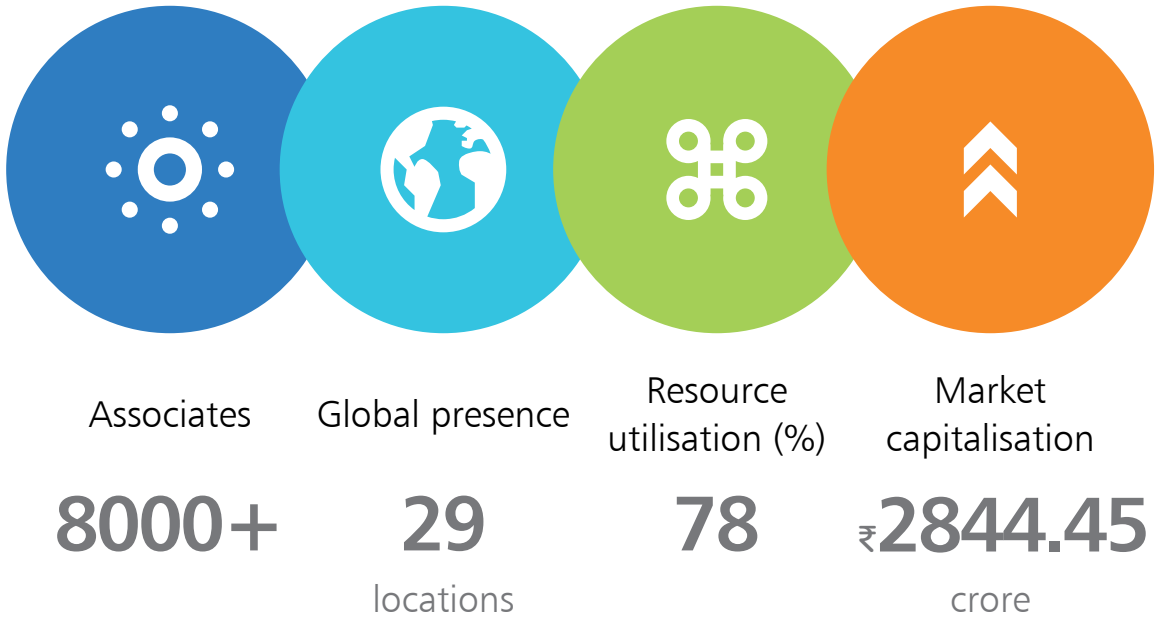 Associates
8000+
Global presence
29
locations
Resource
utilisation (%)
78
Market
capitalisation
₹2844.45
crore